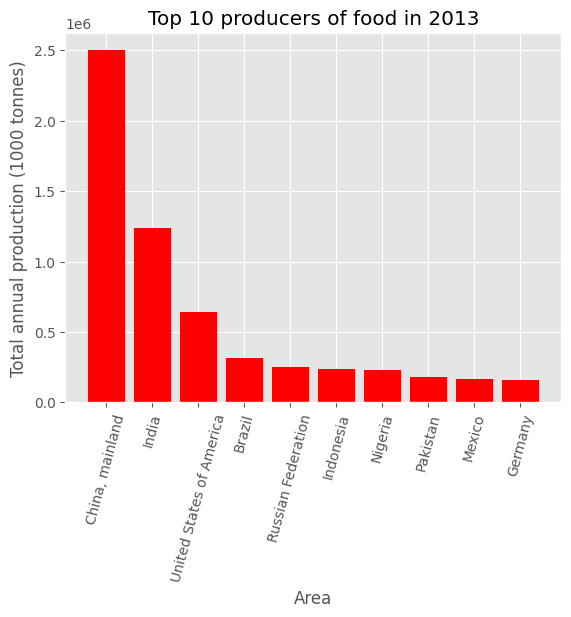 Top 10 producers of food in 2013
1e6
Total annual production (1000 tonnes)
2.5
2.0
1.5
1.0
0.5
0.0
China, mainland
India
United States of America
Brazil
Russian Federation
Indonesia
Nigeria
Pakistan
Mexico
Germany
Area